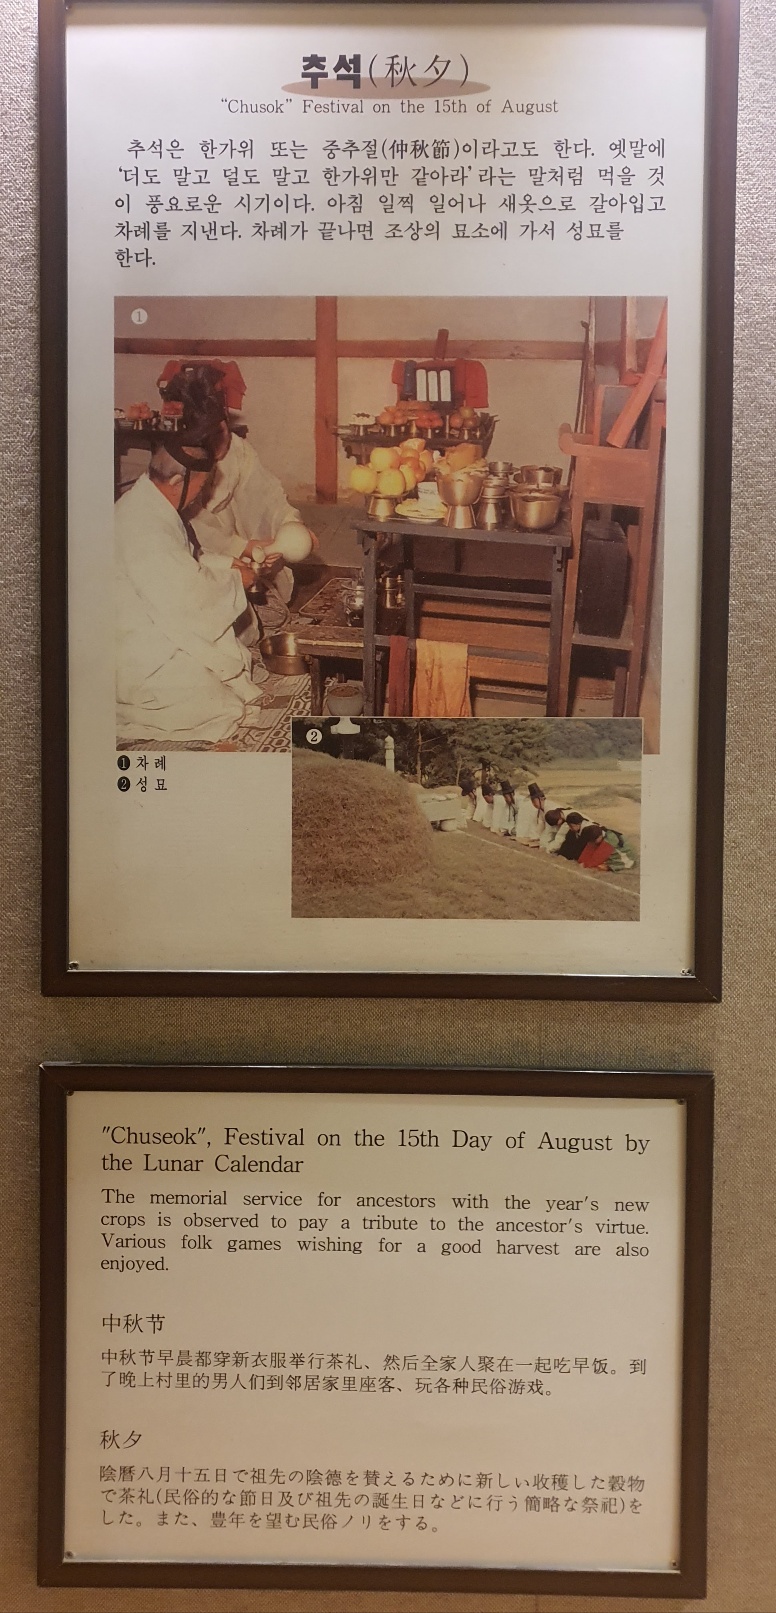 추석(秋夕)
"Chusok" Festival on the 15th of August
추석은 한가위 또는 중추절(仲秋節)이라고도 한다. 옛말에
'더도 말고 덜도 말고 한가위만 같아라'라는 말처럼 먹을 것
이 풍요로운 시기이다. 아침 일찍 일어나 새옷으로 갈아입고
차례를 지낸다. 차례가 끝나면 조상의 묘소에 가서 성묘를
한다.
1
2
❶ 차 례
❷ 성 묘
"Chuseok", Festival on the 15th Day of August by
the Lunar Calendar
The memorial service for ancestors with the year's new
crops is observed to pay a tribute to the ancestor's virtue.
Various folk games wishing for a good harvest are also
enjoyed.
中秋节
中秋节早晨都穿新衣服举行茶礼、然后全家人聚在一起吃早饭。到
了晚上村里的男人们到邻居家里座客、玩各种民俗游戏。
秋夕
陰曆八月十五日で祖先の陰德を賛えるために新しい收穫した穀物
で茶礼(民俗的な節日及び祖先の誕生日などに行う簡略な祭祀)を
した。また、豊年を望む民俗ノリをする。